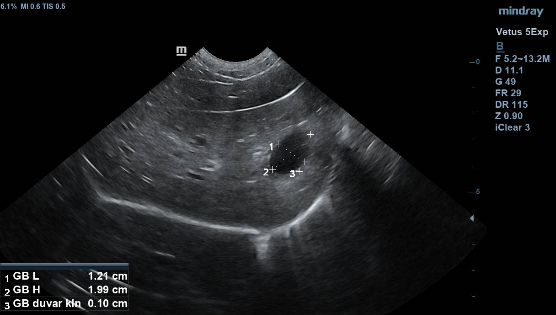 6.1% MI 0.6 TIS 0.5
mindray
Vetus 5Exp
B
F 5.2~13.2M
D 11.1
G 49
FR 29
DR 115
Z 0.90
iClear 3
m
0
5
1
2
3
1 GB L 1.21 cm
2 GB H 1.99 cm
3 GB duvar kln 0.10 cm